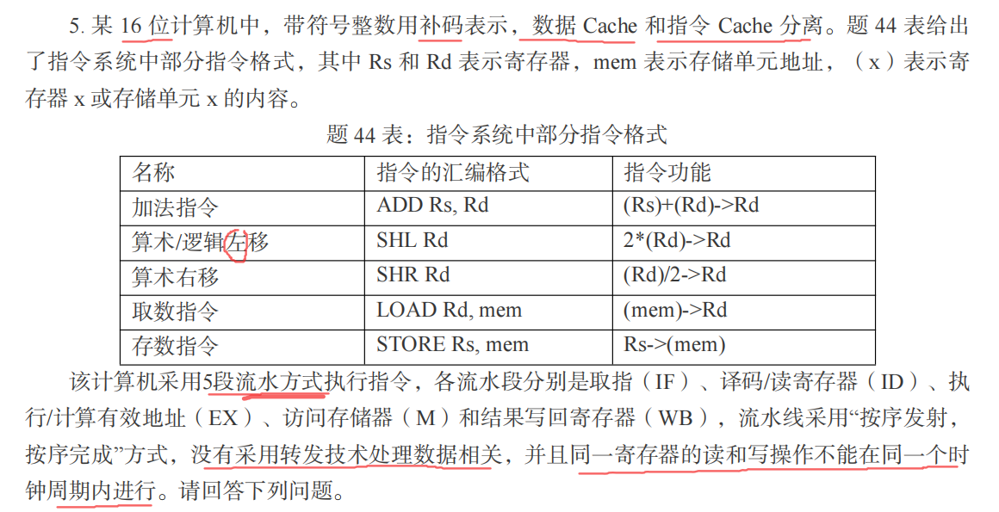 5. 某 16 位计算机中，带符号整数用补码表示，数据 Cache 和指令 Cache 分离。题 44 表给出
了指令系统中部分指令格式，其中 Rs 和 Rd 表示寄存器，mem 表示存储单元地址，（x）表示寄
存器 x 或存储单元 x 的内容。
题 44 表：指令系统中部分指令格式
名称 指令的汇编格式 指令功能
加法指令 ADD Rs, Rd (Rs)+(Rd)->Rd
算术/逻辑左移 SHL Rd 2*(Rd)->Rd
算术右移 SHR Rd (Rd)/2->Rd
取数指令 LOAD Rd, mem (mem)->Rd
存数指令 STORE Rs, mem Rs->(mem)
该计算机采用5段流水方式执行指令，各流水段分别是取指（IF）、译码/读寄存器（ID）、执
行/计算有效地址（EX）、访问存储器（M）和结果写回寄存器（WB），流水线采用“按序发射，
按序完成”方式，没有采用转发技术处理数据相关，并且同一寄存器的读和写操作不能在同一个时
钟周期内进行。请回答下列问题。